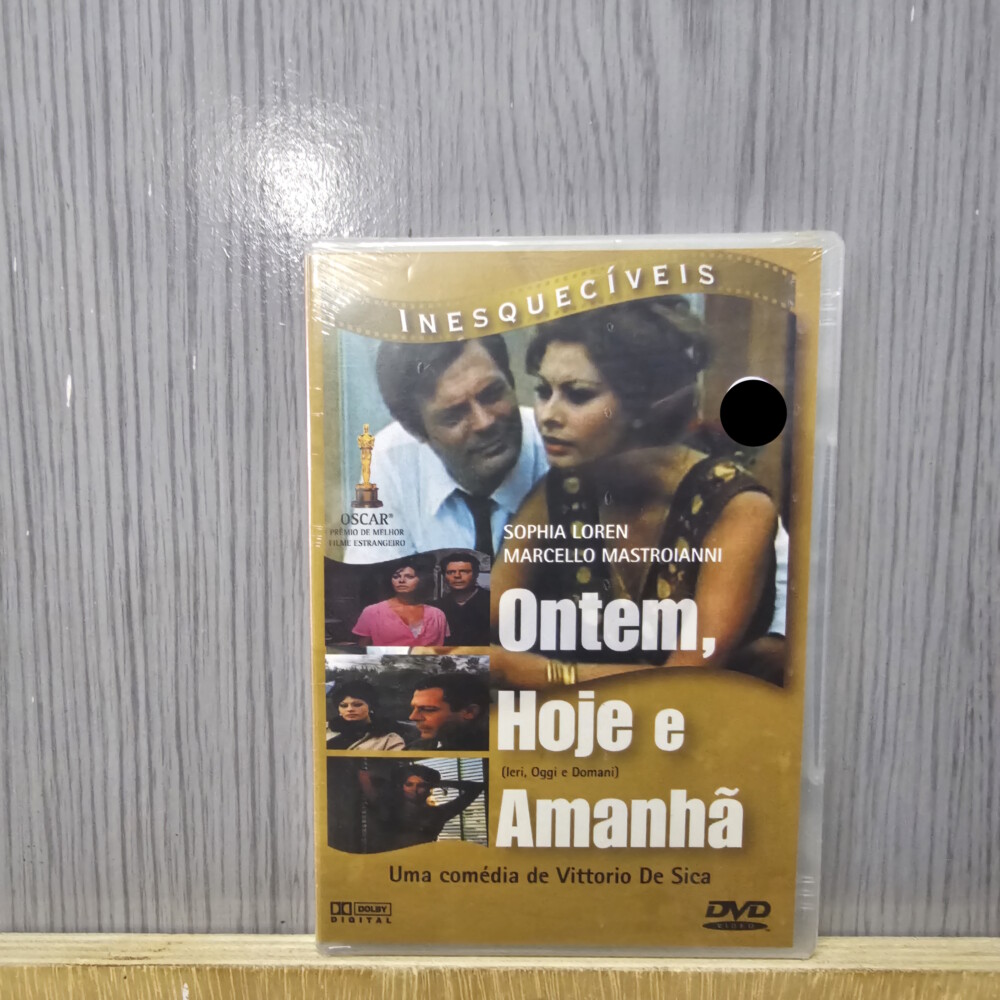 INESQUECÍVEIS
OSCAR®
PRÊMIO DE MELHOR
FILME ESTRANGEIRO
SOPHIA LOREN
MARCELLO MASTROIANNI
Ontem,
Hoje e
(Ieri, Oggi e Domani)
Amanhã
Uma comédia de Vittorio De Sica
DOLBY
DIGITAL
DVD
VIDEO